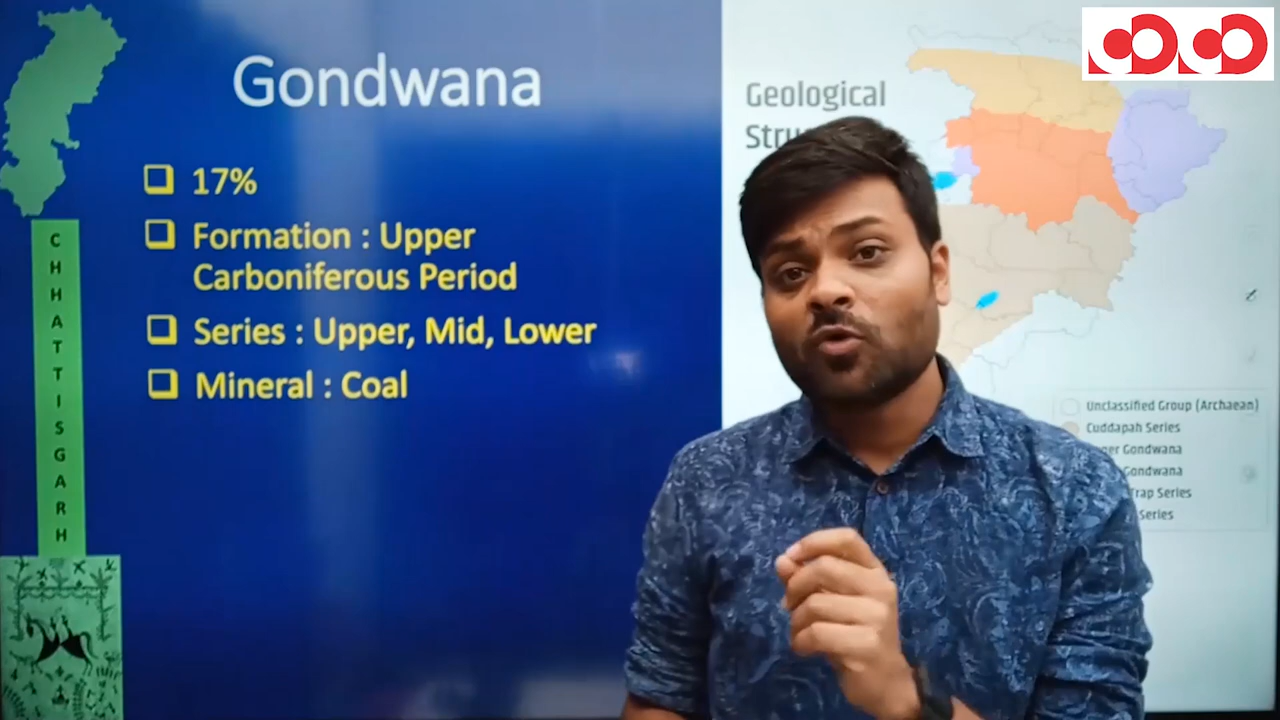 Gondwana
17%
Formation : Upper
Carboniferous Period
Series : Upper, Mid, Lower
Mineral : Coal
CHHATTISGARH
Geological
Unclassified Group (Archaean)
Cuddapah Series
Gondwana
Gondwana
Trap Series
Series